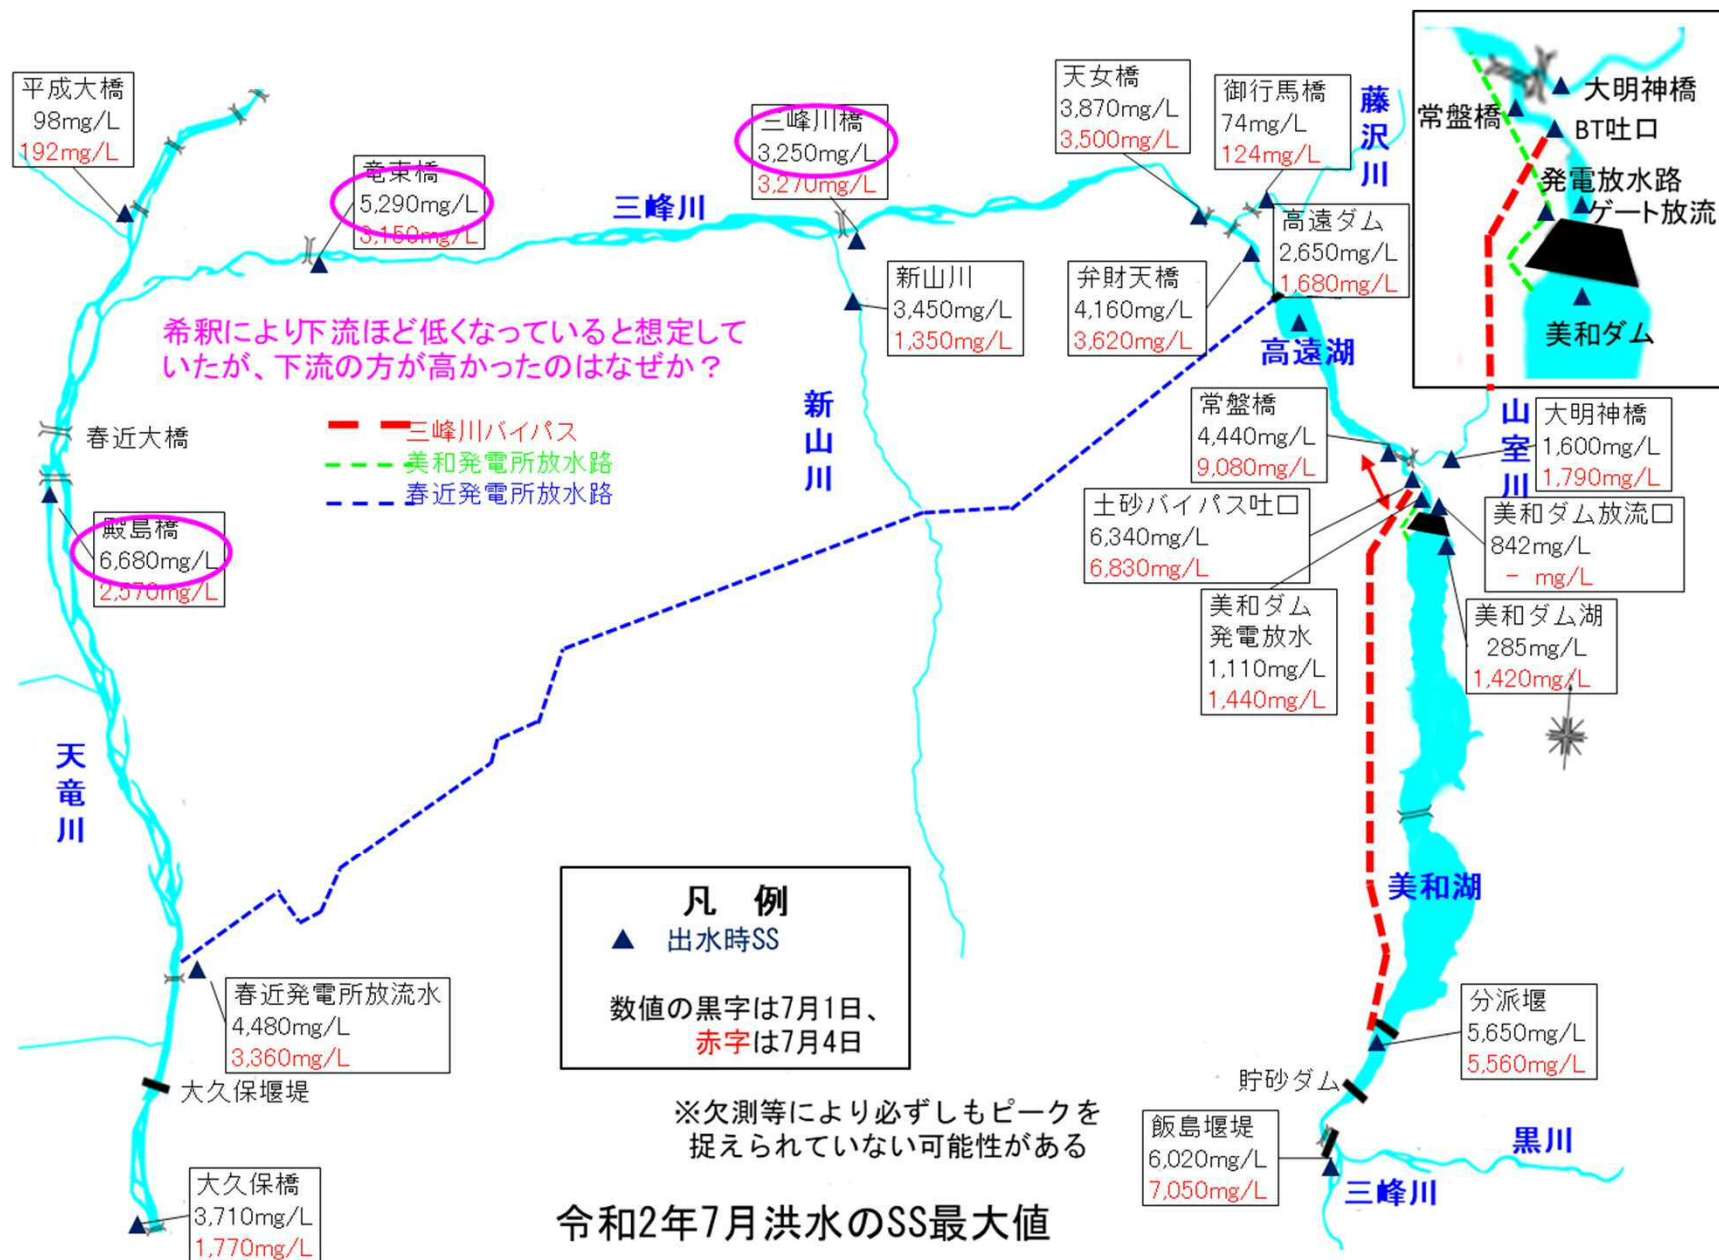 平成大橋
98mg/L
192mg/L
竜東橋
5,290mg/L
3,150mg/L
三峰川橋
3,250mg/L
3,270mg/L
三峰川
天女橋
3,870mg/L
3,500mg/L
御行馬橋
74mg/L
124mg/L
藤沢川
高遠ダム
2,650mg/L
1,680mg/L
弁財天橋
4,160mg/L
3,620mg/L
新山川
3,450mg/L
1,350mg/L
高遠湖
常盤橋
大明神橋
BT吐口
発電放水路
ゲート放流
美和ダム
希釈により下流ほど低くなっていると想定して
いたが、下流の方が高かったのはなぜか？
三峰川バイパス
美和発電所放水路
春近発電所放水路
新山川
春近大橋
殿島橋
6,680mg/L
2,570mg/L
常盤橋
4,440mg/L
9,080mg/L
山室川
大明神橋
1,600mg/L
1,790mg/L
土砂バイパス吐口
6,340mg/L
6,830mg/L
美和ダム放流口
842mg/L
－ mg/L
美和ダム
発電放水
1,110mg/L
1,440mg/L
美和ダム湖
285mg/L
1,420mg/L
天竜川
美和湖
凡 例
▲ 出水時SS
数値の黒字は7月1日、
赤字は7月4日
春近発電所放流水
4,480mg/L
3,360mg/L
大久保堰堤
分派堰
5,650mg/L
5,560mg/L
貯砂ダム
※欠測等により必ずしもピークを
捉えられていない可能性がある
飯島堰堤
6,020mg/L
7,050mg/L
黒川
三峰川
大久保橋
3,710mg/L
1,770mg/L
令和2年7月洪水のSS最大値